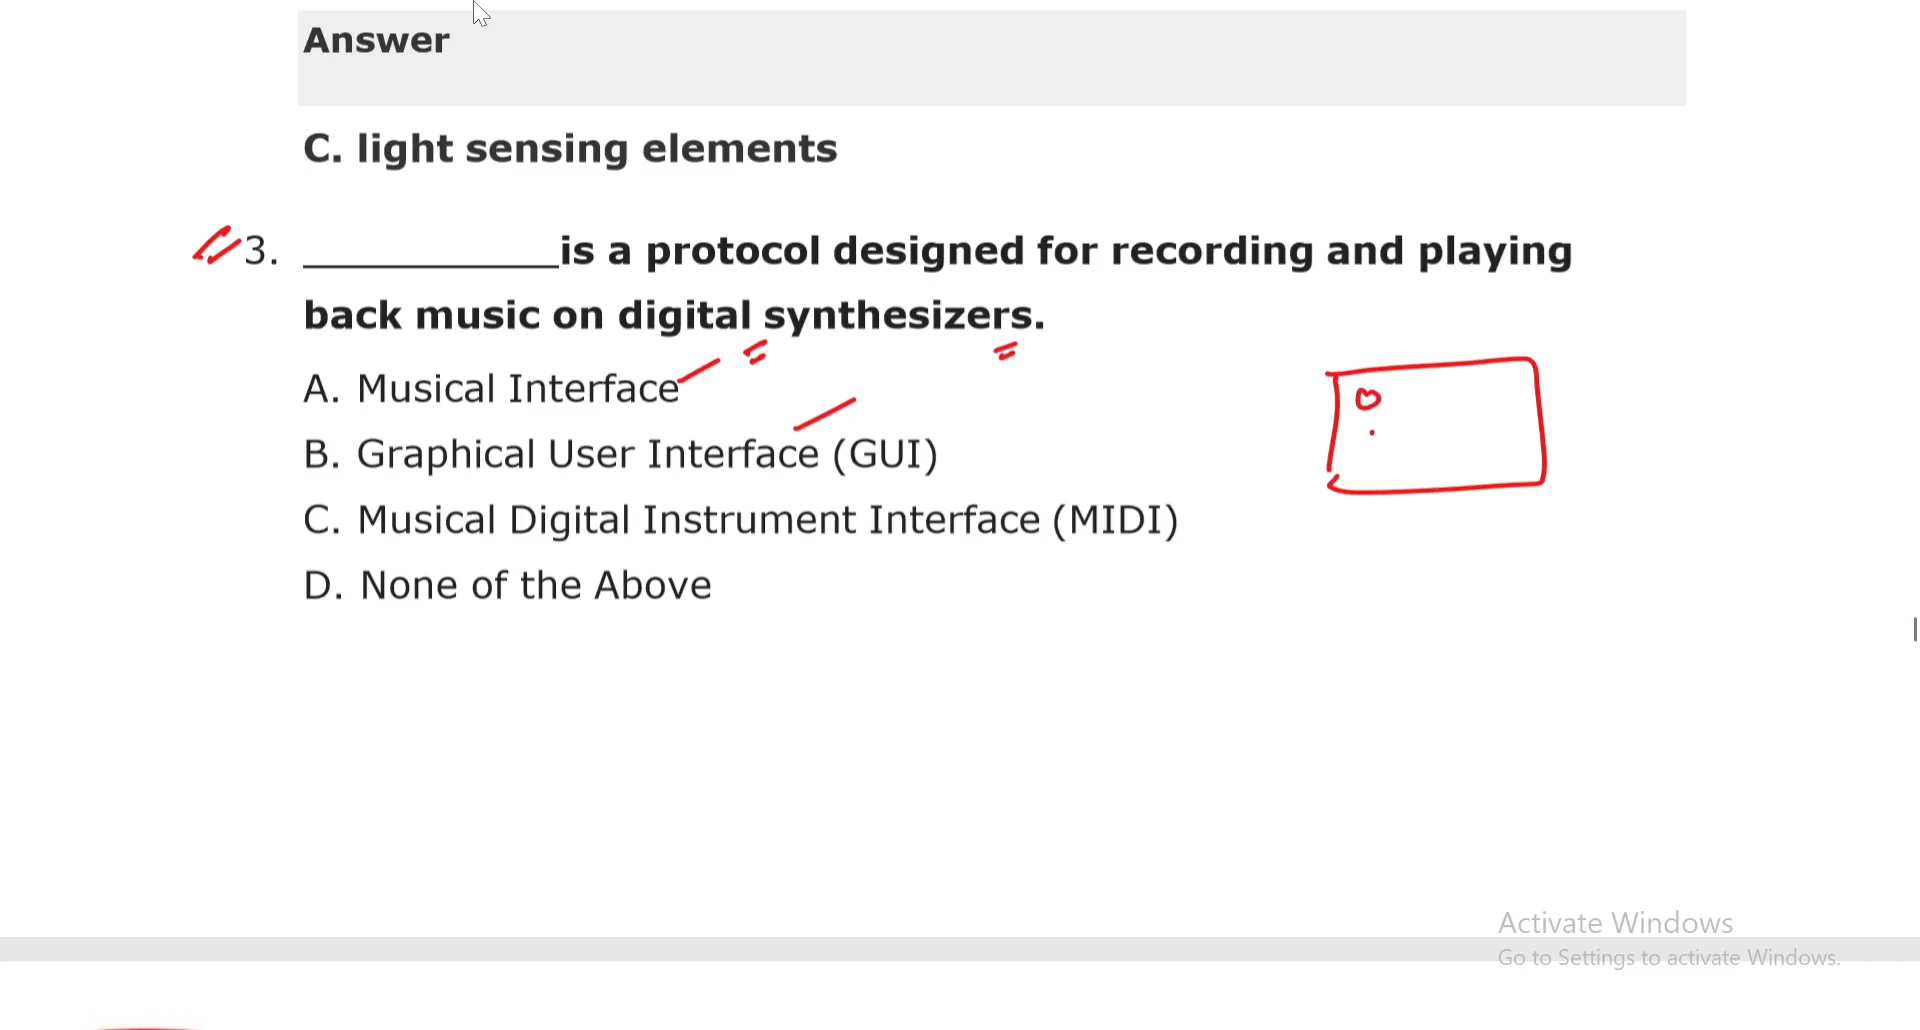 Answer
C. light sensing elements
3. ____________is a protocol designed for recording and playing
back music on digital synthesizers.
A. Musical Interface
B. Graphical User Interface (GUI)
C. Musical Digital Instrument Interface (MIDI)
D. None of the Above
Activate Windows
Go to Settings to activate Windows.